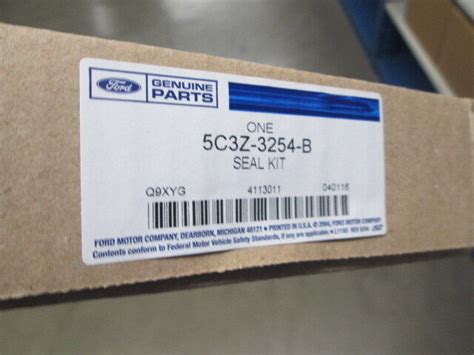 Ford
GENUINE
PARTS
ONE
5C3Z-3254-B
SEAL KIT
Q9XYG 4113011 040116
FORD MOTOR COMPANY, DEARBORN, MICHIGAN 48121 • PRINTED IN U.S.A. © 2004, FORD MOTOR COMPANY
Contents conform to Federal Motor Vehicle Safety Standards, if any are applicable.